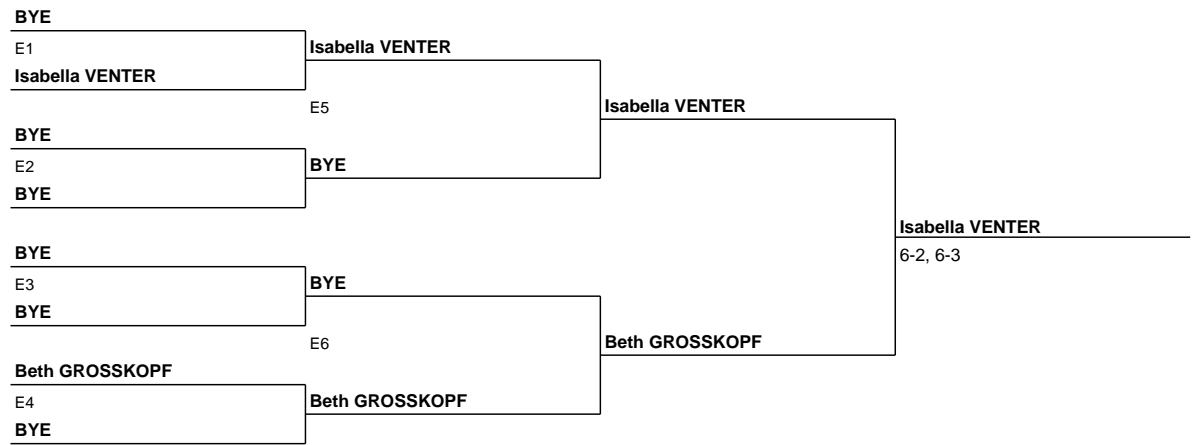 BYE
E1
Isabella VENTER
Isabella VENTER
E5
Isabella VENTER
BYE
E2
BYE
BYE
Isabella VENTER
6-2, 6-3
BYE
E3
BYE
BYE
E6
Beth GROSSKOPF
Beth GROSSKOPF
E4
Beth GROSSKOPF
BYE